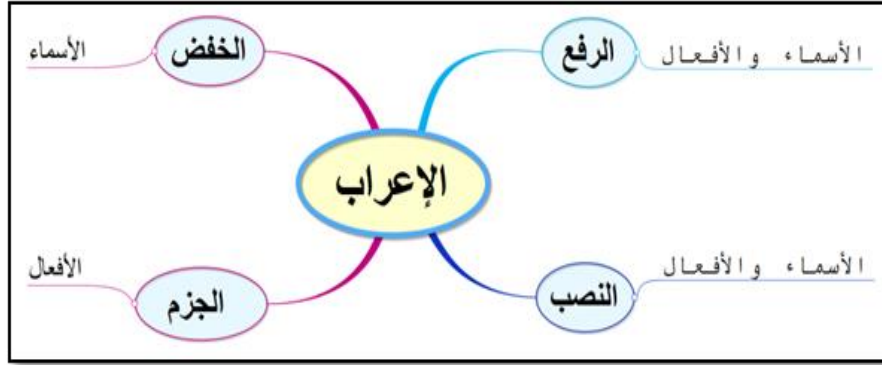 الرفع
الأسماء والأفعال
الخفض
الأسماء
الإعراب
النصب
الأسماء والأفعال
الجزم
الأفعال